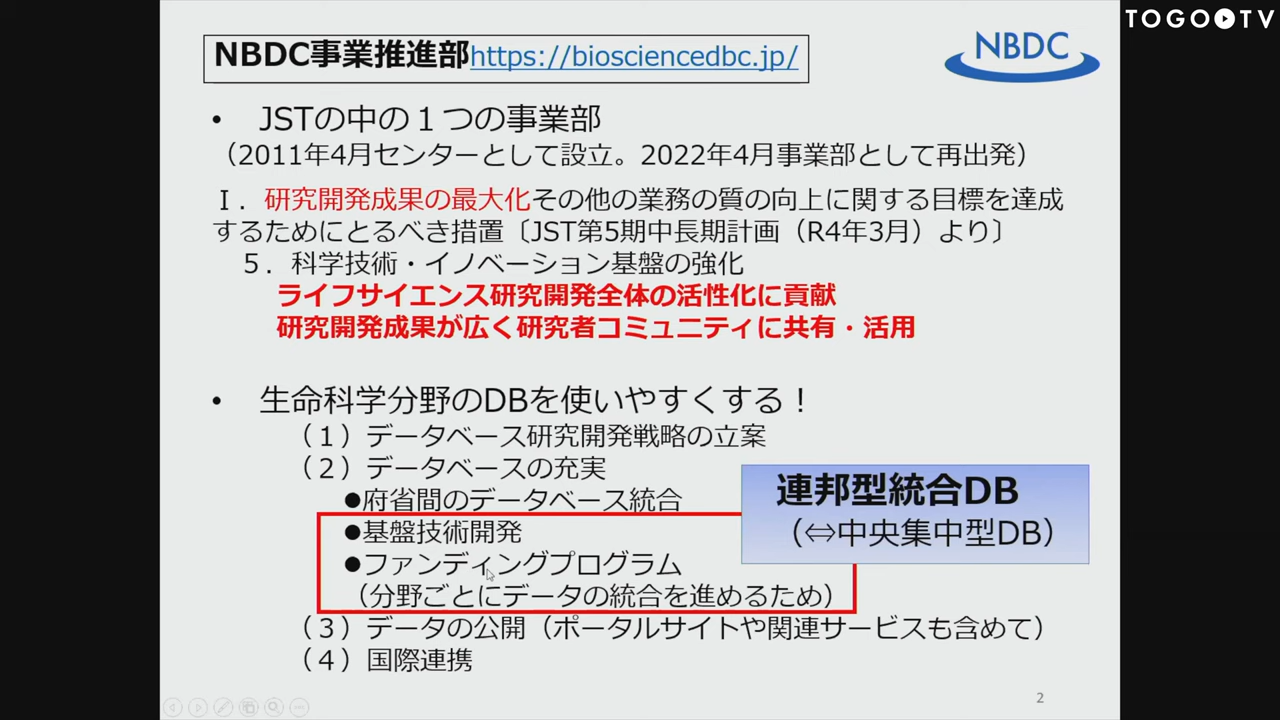 TOGO TV
NBDC事業推進部https://biosciencedbc.jp/
NBDC
• JSTの中の１つの事業部
（2011年4月センターとして設立。2022年4月事業部として再出発）
Ⅰ．研究開発成果の最大化その他の業務の質の向上に関する目標を達成
するためにとるべき措置〔JST第5期中長期計画（R4年3月）より〕
５．科学技術・イノベーション基盤の強化
ライフサイエンス研究開発全体の活性化に貢献
研究開発成果が広く研究者コミュニティに共有・活用
• 生命科学分野のDBを使いやすくする！
（１）データベース研究開発戦略の立案
（２）データベースの充実
●府省間のデータベース統合
●基盤技術開発
●ファンディングプログラム
（分野ごとにデータの統合を進めるため）
連邦型統合DB
（⇔中央集中型DB）
（３）データの公開（ポータルサイトや関連サービスも含めて）
（４）国際連携
2